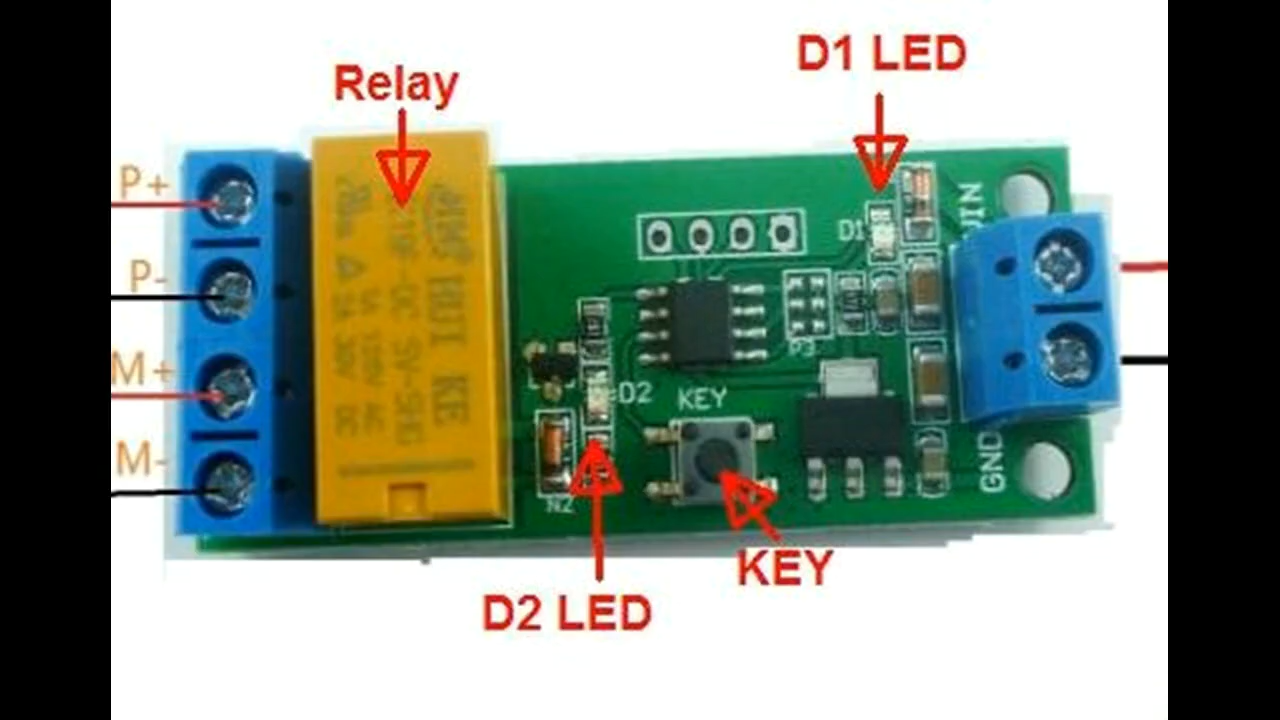 D1 LED
Relay
P+
P-
M+
M-
VIN
D1
P3
D2
KEY
GND
N2
KEY
D2 LED